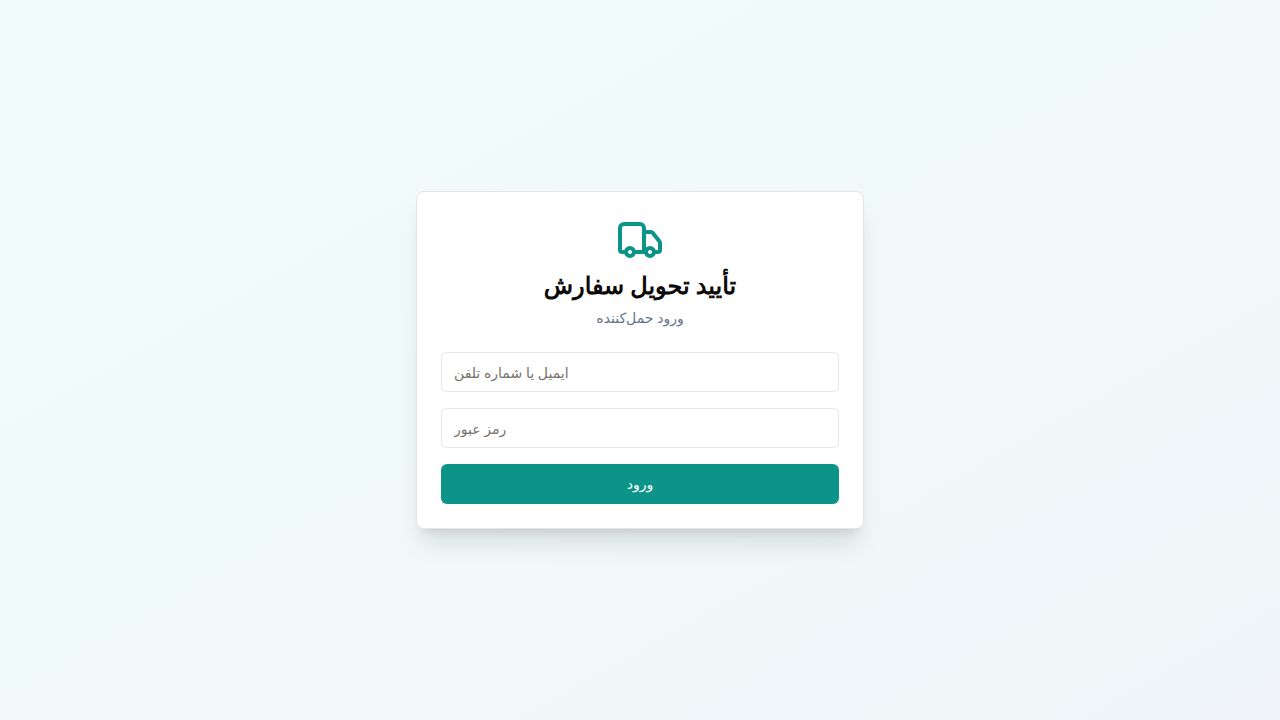 تأیید تحویل سفارش
ورود حمل‌کننده
ایمیل یا شماره تلفن
رمز عبور
ورود